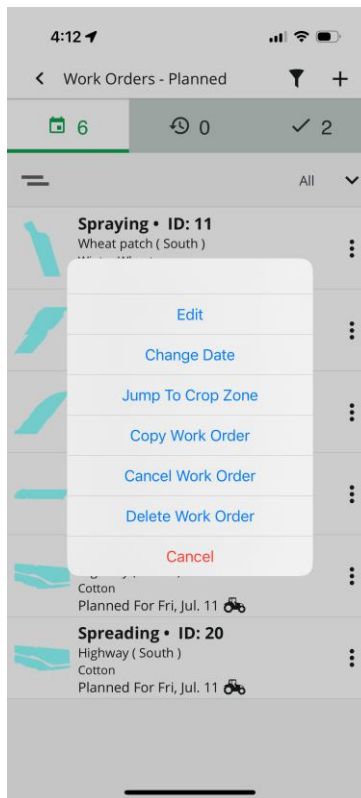 4:12
Work Orders - Planned
6
0
2
All
Spraying • ID: 11
Wheat patch ( South )
Edit
Change Date
Jump To Crop Zone
Copy Work Order
Cancel Work Order
Delete Work Order
Cancel
Cotton
Planned For Fri, Jul. 11
Spreading • ID: 20
Highway ( South )
Cotton
Planned For Fri, Jul. 11